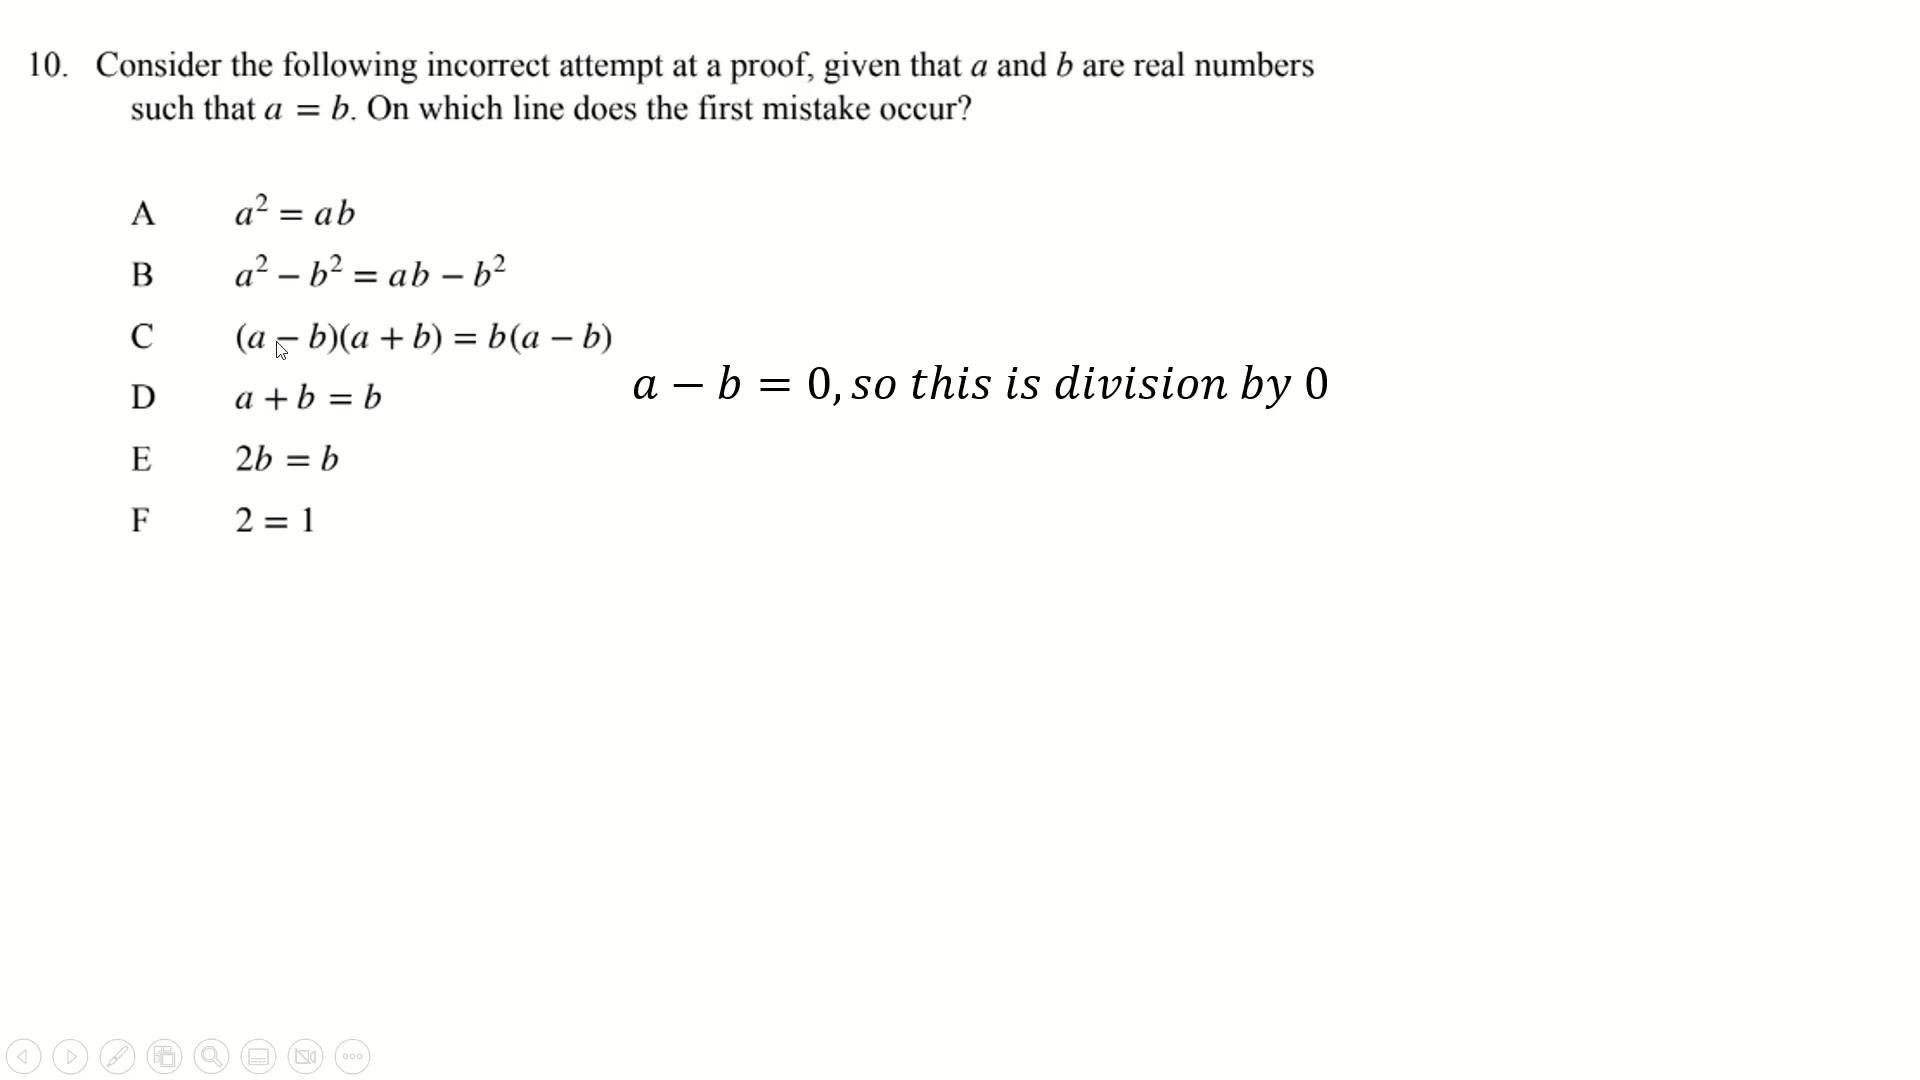 10. Consider the following incorrect attempt at a proof, given that a and b are real numbers
such that a = b. On which line does the first mistake occur?
A a² = ab
B a² − b² = ab − b²
C (a − b)(a + b) = b(a − b)
a − b = 0, so this is division by 0
D a + b = b
E 2b = b
F 2 = 1